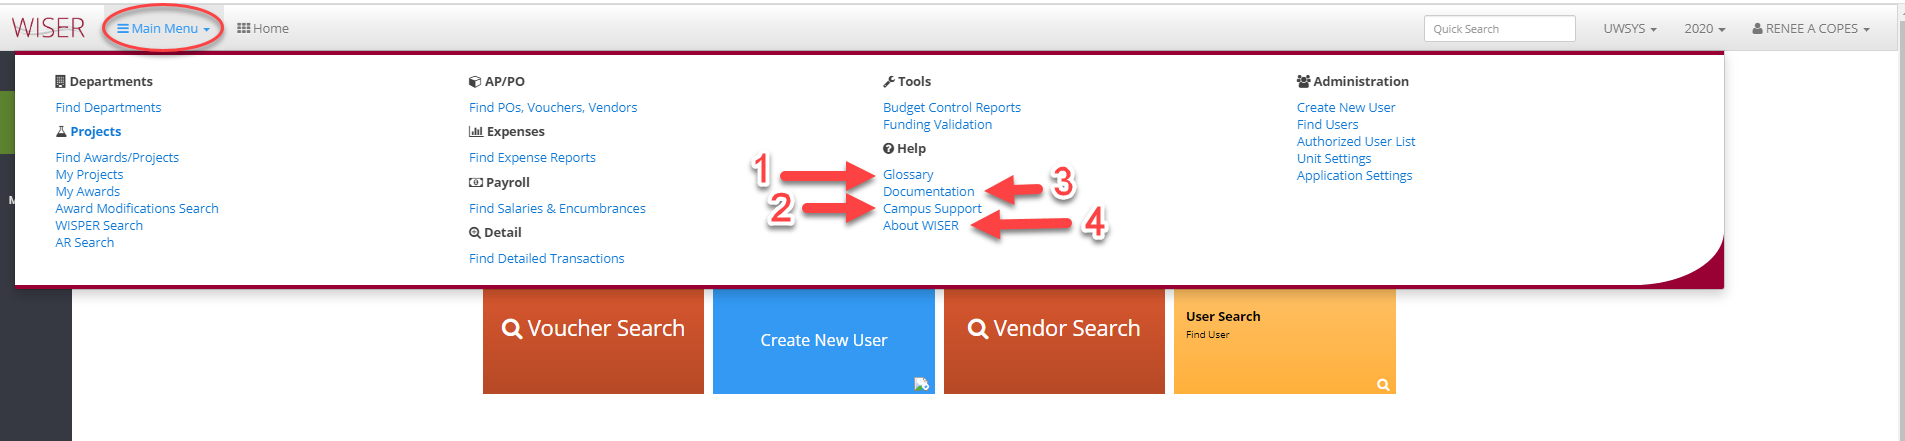 WISER Main Menu Home Quick Search UWSYS 2020 RENEE A COPES
Departments
Find Departments
Projects
Find Awards/Projects
My Projects
My Awards
Award Modifications Search
WISPER Search
AR Search
AP/PO
Find POs, Vouchers, Vendors
Expenses
Find Expense Reports
Payroll
Find Salaries & Encumbrances
Detail
Find Detailed Transactions
Tools
Budget Control Reports
Funding Validation
Help
1 Glossary
Documentation 3
2 Campus Support
About WISER 4
Administration
Create New User
Find Users
Authorized User List
Unit Settings
Application Settings
M
Voucher Search
Create New User
Vendor Search
User Search
Find User